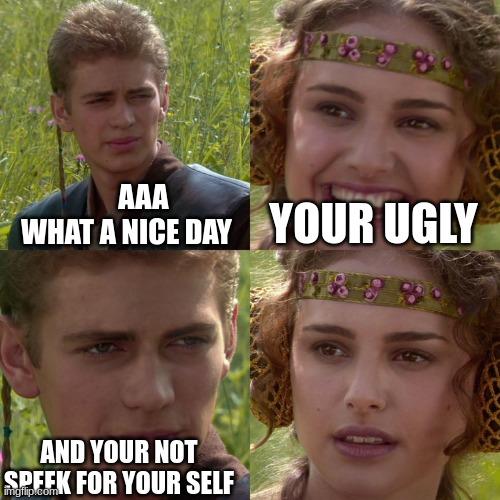 AAA
WHAT A NICE DAY
YOUR UGLY
AND YOUR NOT
SPEEK FOR YOUR SELF
imgflip.com